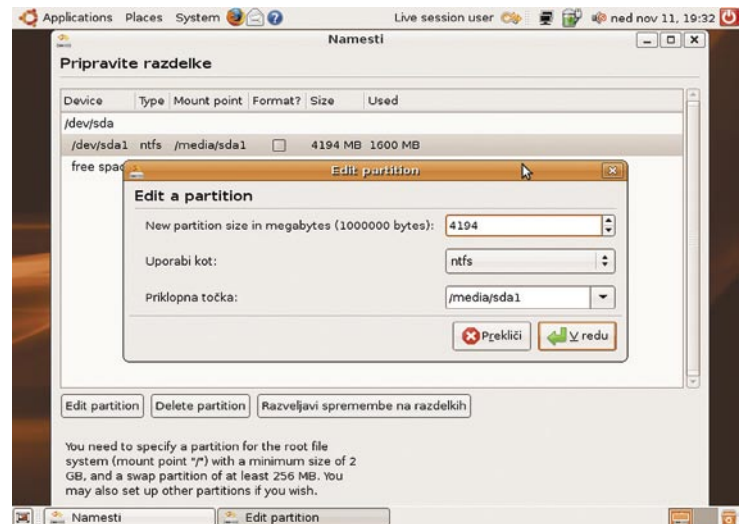 Applications Places System Live session user ned nov 11, 19:32
Namesti
Pripravite razdelke
Device Type Mount point Format? Size Used
/dev/sda
/dev/sda1 ntfs /media/sda1 4194 MB 1600 MB
free spac
Edit partition
Edit a partition
New partition size in megabytes (1000000 bytes): 4194
Uporabi kot: ntfs
Priklopna točka: /media/sda1
Prekliči V redu
Edit partition Delete partition Razveljavi spremembe na razdelkih
You need to specify a partition for the root file
system (mount point "/") with a minimum size of 2
GB, and a swap partition of at least 256 MB. You
may also set up other partitions if you wish.
Namesti Edit partition